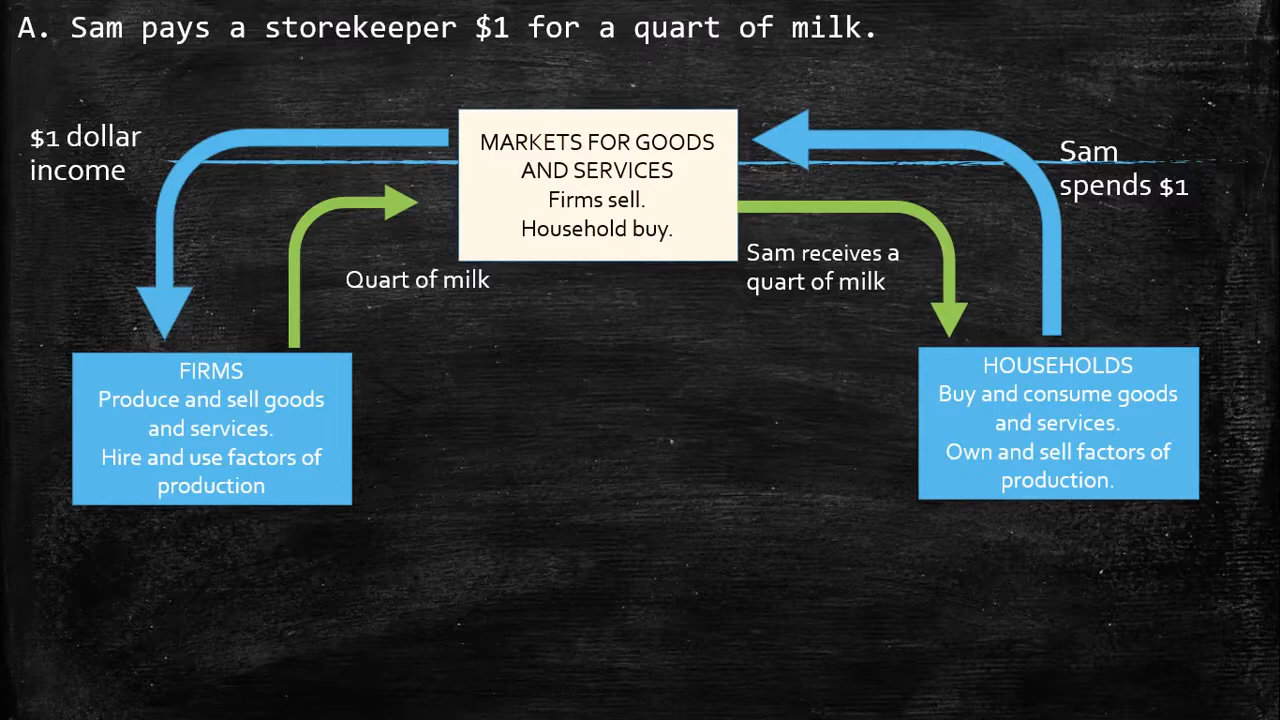 A. Sam pays a storekeeper $1 for a quart of milk.
$1 dollar
income
MARKETS FOR GOODS
AND SERVICES
Firms sell.
Household buy.
Sam
spends $1
Quart of milk
Sam receives a
quart of milk
FIRMS
Produce and sell goods
and services.
Hire and use factors of
production
HOUSEHOLDS
Buy and consume goods
and services.
Own and sell factors of
production.